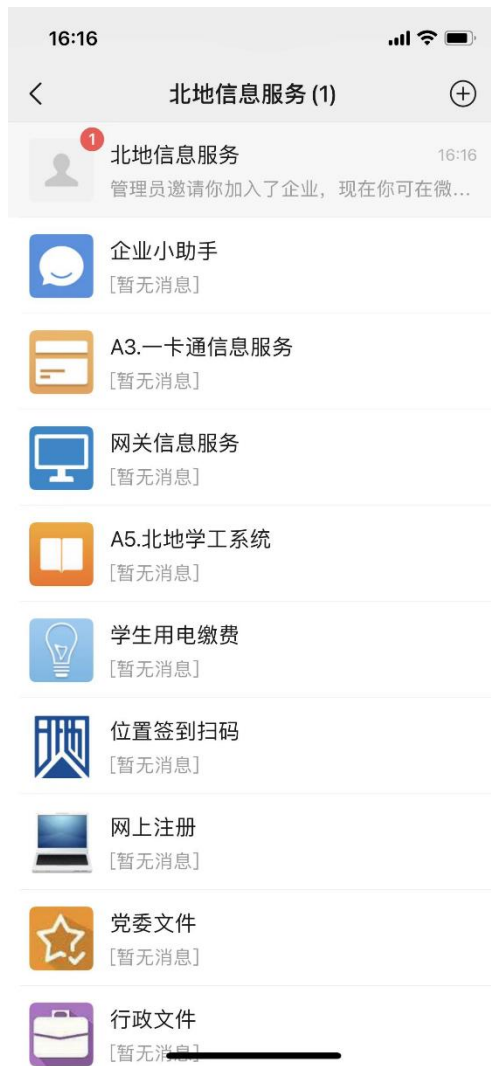 16:16
北地信息服务(1)
1
北地信息服务
16:16
管理员邀请你加入了企业，现在你可在微...
企业小助手
[暂无消息]
A3.一卡通信息服务
[暂无消息]
网关信息服务
[暂无消息]
A5.北地学工系统
[暂无消息]
学生用电缴费
[暂无消息]
位置签到扫码
[暂无消息]
网上注册
[暂无消息]
党委文件
[暂无消息]
行政文件
[暂无消息]